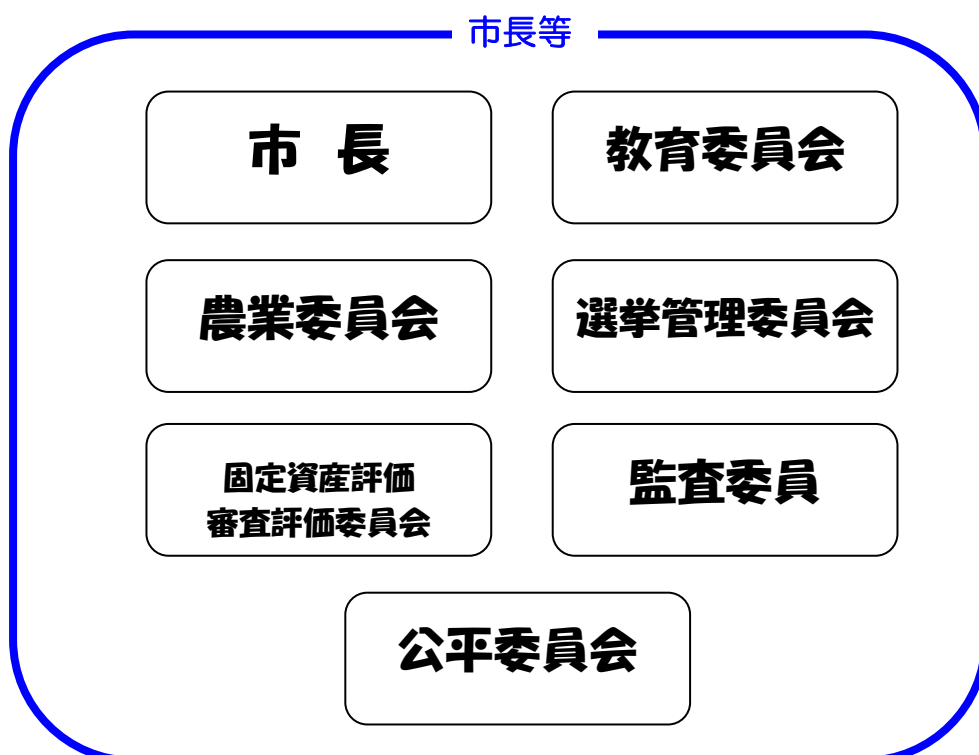 市長等
市 長
教育委員会
農業委員会
選挙管理委員会
固定資産評価
審査評価委員会
監査委員
公平委員会